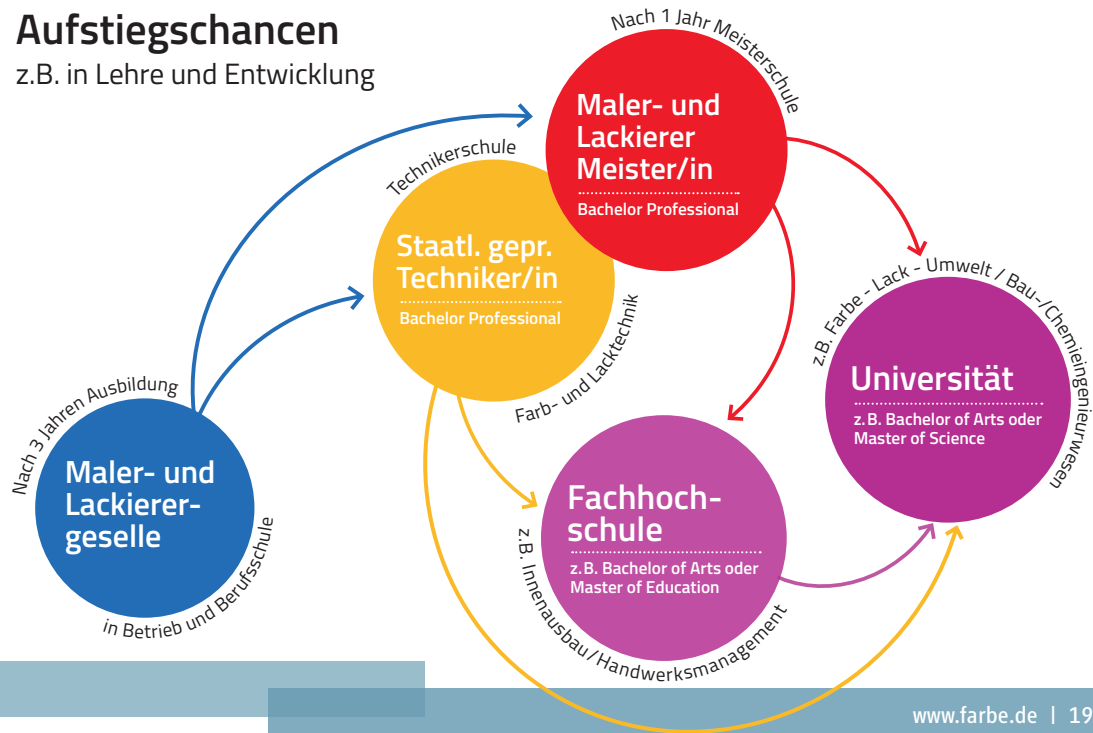 Aufstiegschancen
z.B. in Lehre und Entwicklung
Nach 1 Jahr Meisterschule
Maler- und
Lackierer
Meister/in
Bachelor Professional
Technikerschule
Staatl. gepr.
Techniker/in
Bachelor Professional
Farb- und Lacktechnik
z.B. Farbe - Lack - Umwelt / Bau-/Chemieingenieurwesen
Universität
z.B. Bachelor of Arts oder
Master of Science
Nach 3 Jahren Ausbildung
Maler- und
Lackierer-
geselle
in Betrieb und Berufsschule
Fachhoch-
schule
z.B. Bachelor of Arts oder
Master of Education
z.B. Innenausbau/Handwerksmanagement
www.farbe.de | 19